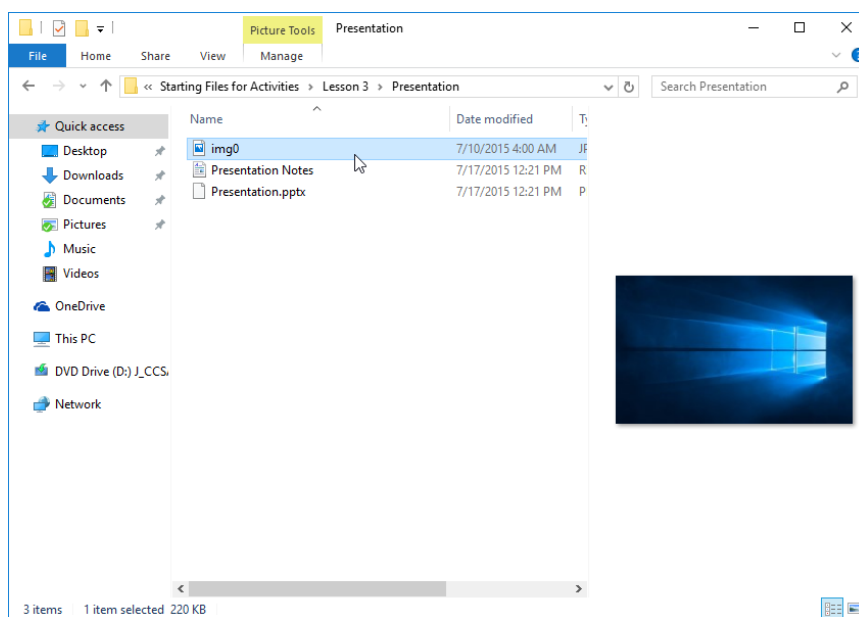 Picture Tools Presentation
File Home Share View Manage
« Starting Files for Activities > Lesson 3 > Presentation Search Presentation
Name Date modified
Quick access
Desktop
Downloads
Documents
Pictures
Music
Videos
OneDrive
This PC
DVD Drive (D:) J_CCS
Network
img0 7/10/2015 4:00 AM
Presentation Notes 7/17/2015 12:21 PM R
Presentation.pptx 7/17/2015 12:21 PM P
3 items 1 item selected 220 KB